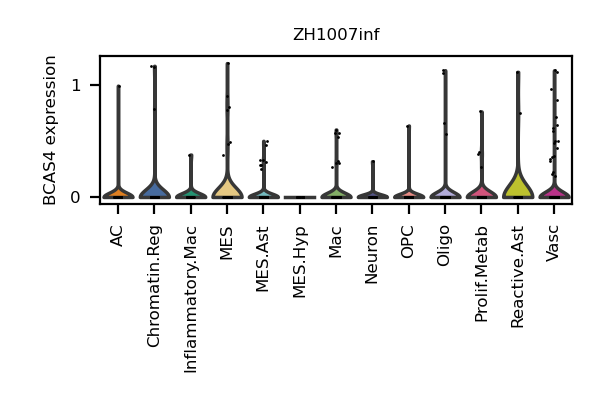 ZH1007inf
BCAS4 expression
1
0
AC
Chromatin.Reg
Inflammatory.Mac
MES
MES.Ast
MES.Hyp
Mac
Neuron
OPC
Oligo
Prolif.Metab
Reactive.Ast
Vasc